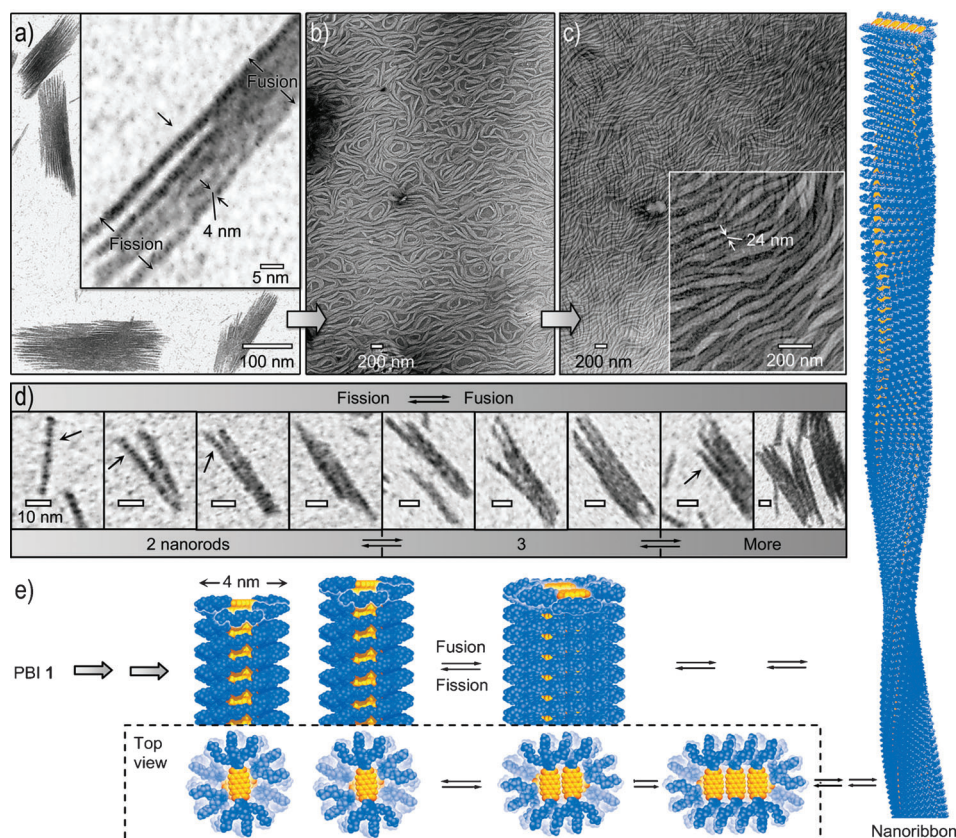 a)
Fusion
Fission
4 nm
5 nm
100 nm
b)
200 nm
c)
24 nm
200 nm
200 nm
d)
Fission ⇌ Fusion
10 nm
2 nanorods ⇌ 3 ⇌ More
e)
4 nm
PBI 1
Fusion
Fission
Top
view
Nanoribbon